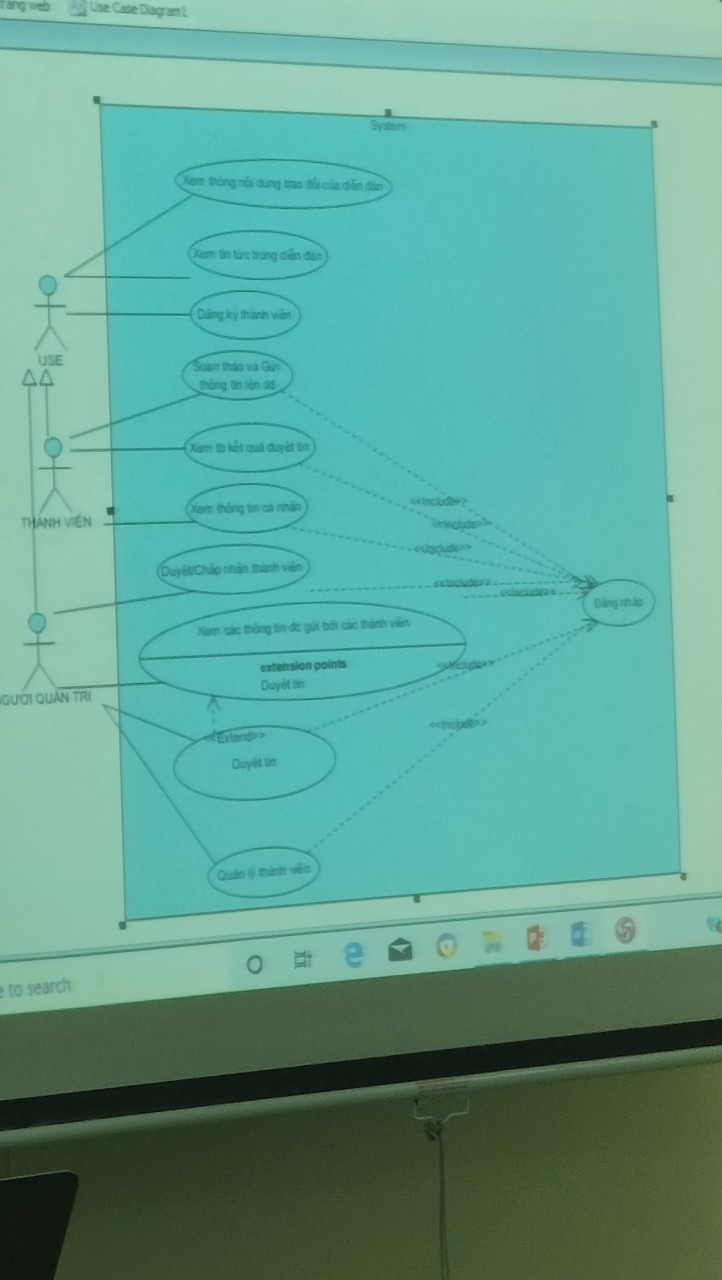 rang web
Use Case Diagram1
System
Xem thông nội dung trao đổi của diễn đàn
Xem tin tức trong diễn đàn
Đăng ký thành viên
USE
Soạn thảo và Gửi
thông tin lên dd
Xem tb kết quả duyệt tin
<<Include>>
Xem thông tin cá nhân
<<Include>>
THÀNH VIÊN
<<Include>>
Duyệt/Chấp nhận thành viên
<<Include>>
<<Include>>
Đăng nhập
Xem các thông tin đc gửi bởi các thành viên
extension points
Duyệt tin
<<Include>>
GƯỜI QUẢN TRỊ
<<Include>>
<<Extend>>
Duyệt tin
Quản lý thành viên
e to search